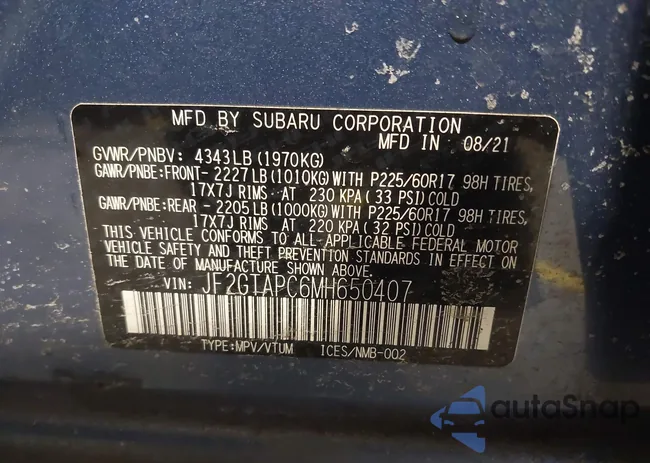 MFD BY SUBARU CORPORATION
MFD IN 08/21
GVWR/PNBV: 4343LB(1970KG)
GAWR/PNBE:FRONT- 2227LB(1010KG)WITH P225/60R17 98H TIRES,
17X7J RIMS AT 230 KPA(33 PSI)COLD
GAWR/PNBE:REAR - 2205LB(1000KG)WITH P225/60R17 98H TIRES,
17X7J RIMS AT 220 KPA(32 PSI)COLD
THIS VEHICLE CONFORMS TO ALL APPLICABLE FEDERAL MOTOR
VEHICLE SAFETY AND THEFT PREVENTION STANDARDS IN EFFECT ON
THE DATE OF MANUFACTURE SHOWN ABOVE.
VIN: JF2GTAPC6MH650407
TYPE:MPV/VTUM ICES/NMB-002
autoSnap